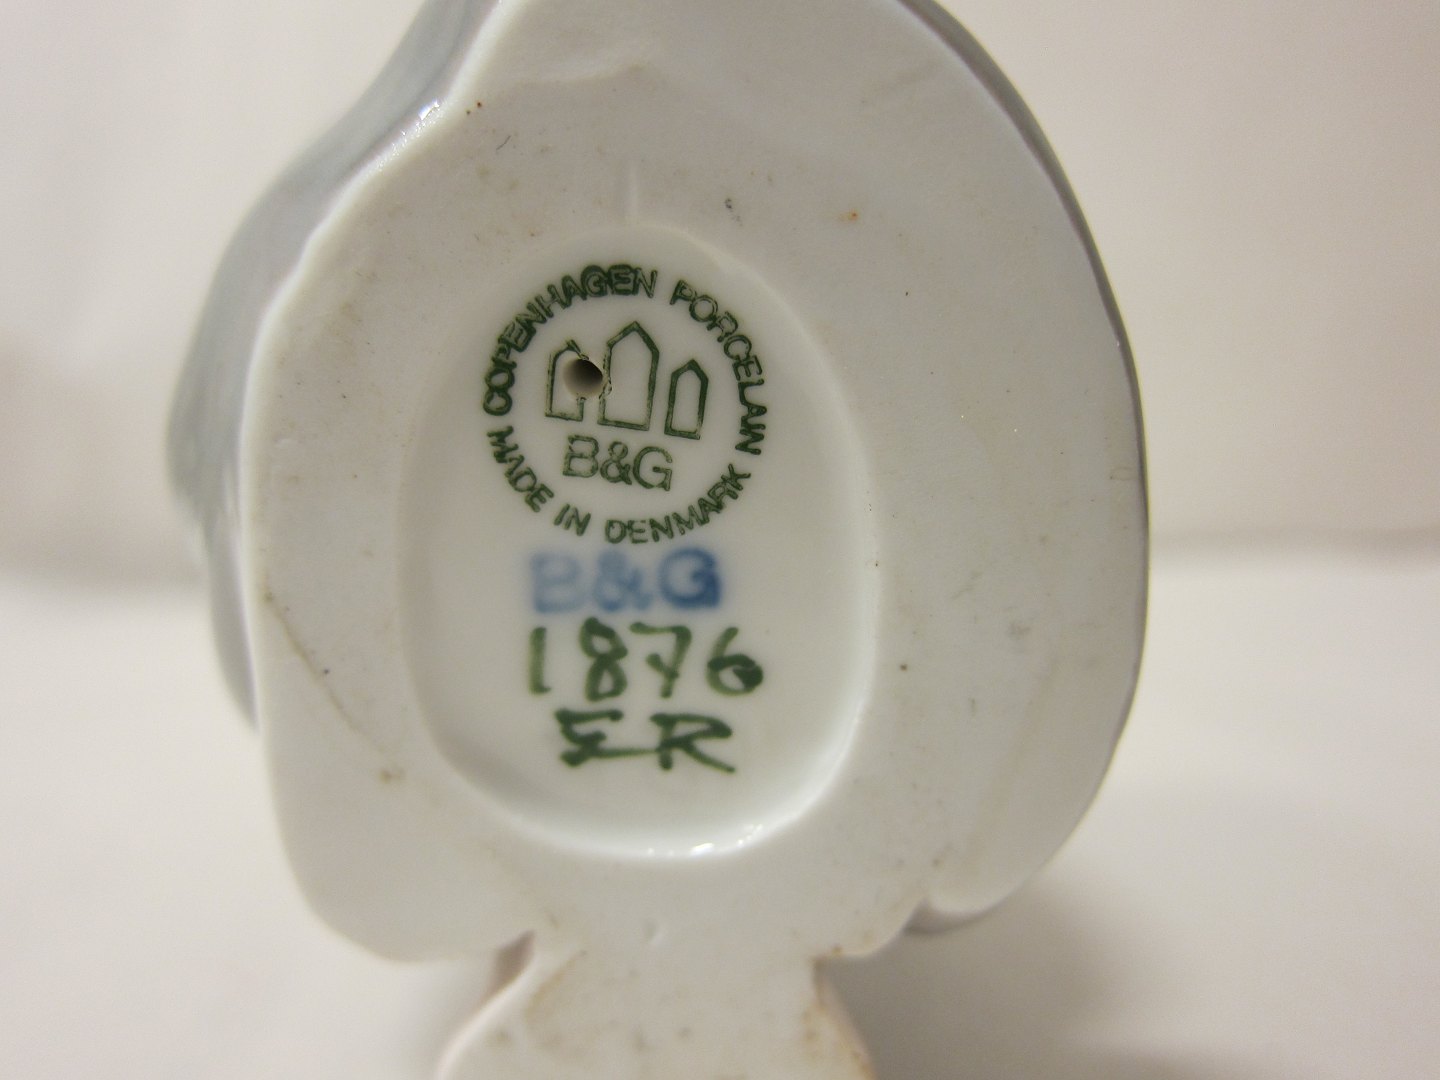 COPENHAGEN PORCELAIN
B&G
MADE IN DENMARK
B&G
1876
ER